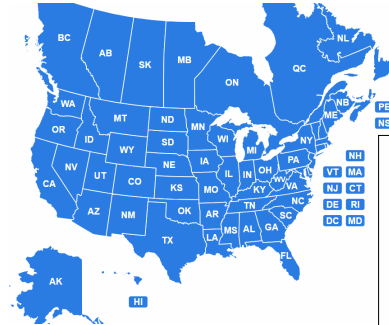 BC
AB
SK
MB
ON
QC
NL
NB
PE
NS
WA
MT
ND
MN
WI
MI
ME
NY
OR
ID
WY
SD
IA
IL
IN
OH
PA
NV
UT
CO
NE
KS
MO
KY
WV
VA
CA
AZ
NM
OK
AR
TN
NC
SC
TX
LA
MS
AL
GA
FL
NH
VT MA
NJ CT
DE RI
DC MD
AK
HI